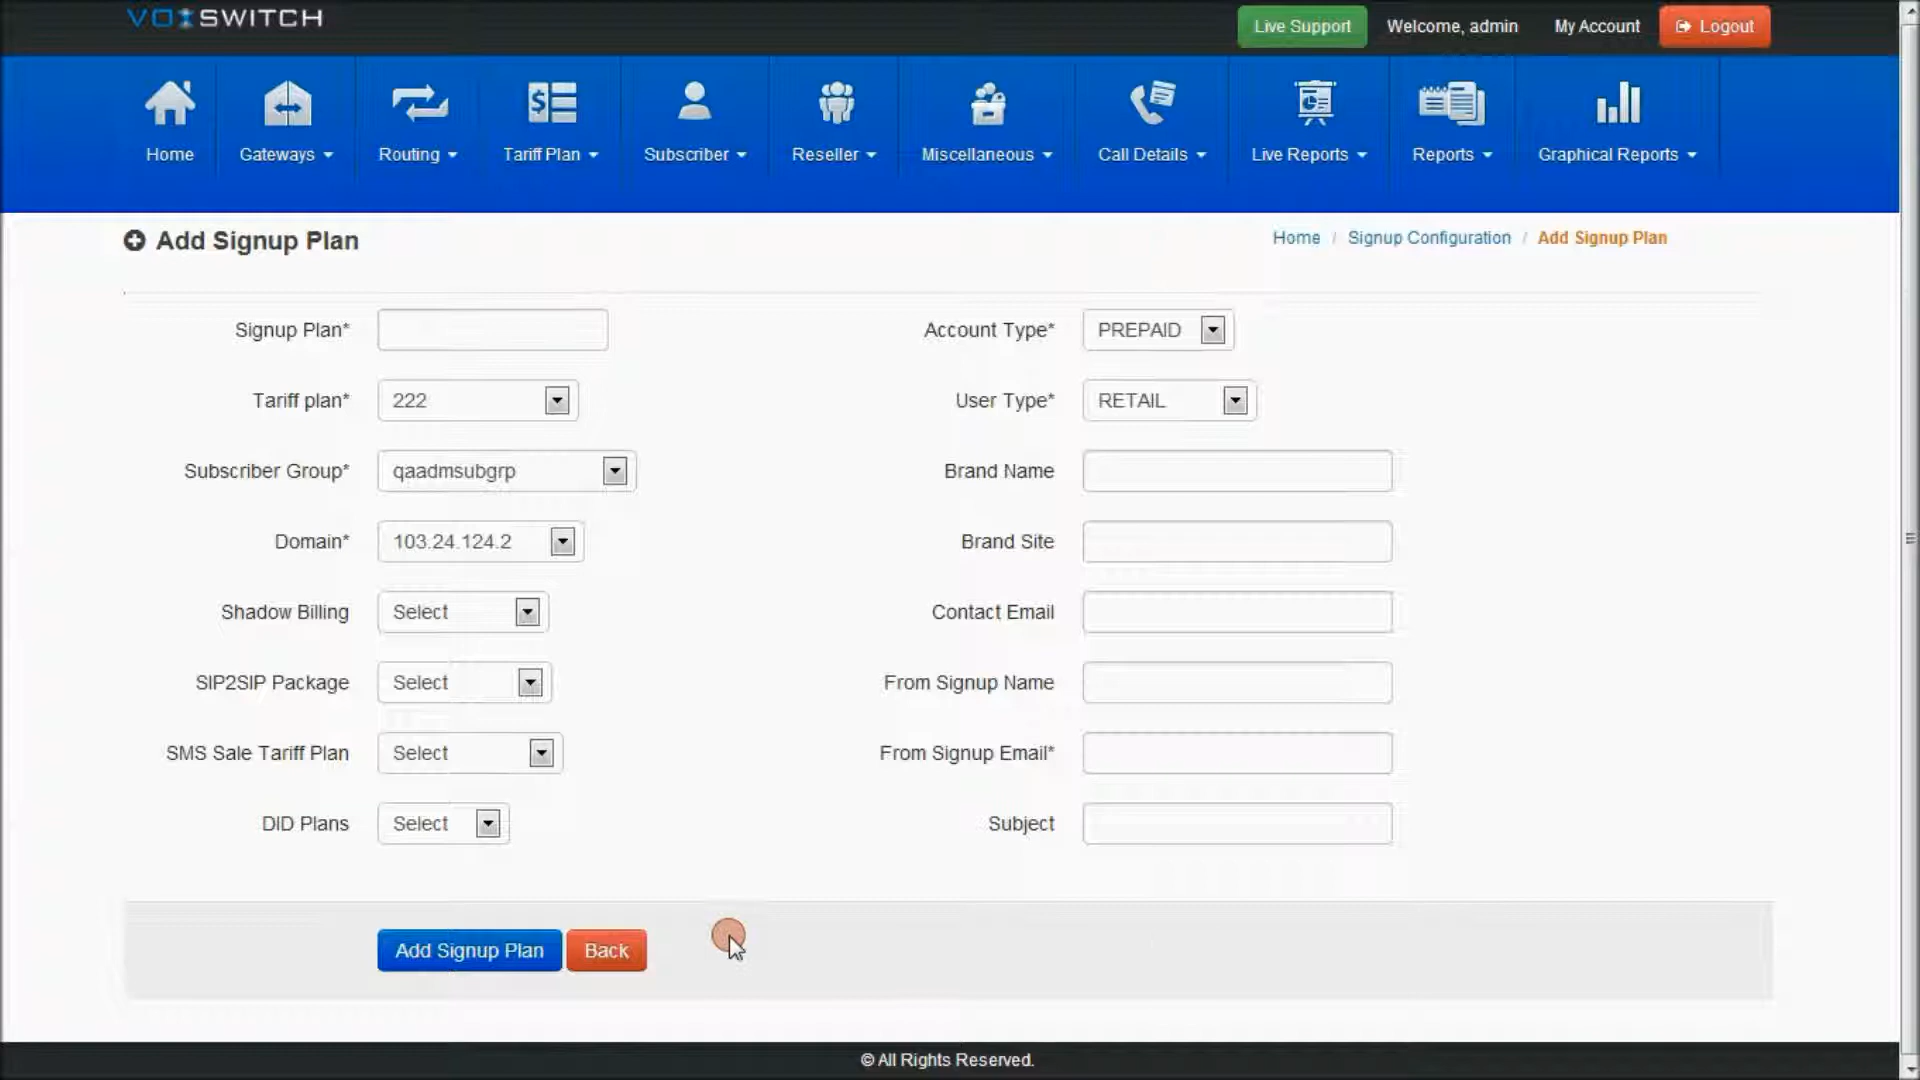 VOIPSWITCH
Live Support Welcome, admin My Account Logout
Home Gateways Routing Tariff Plan Subscriber Reseller Miscellaneous Call Details Live Reports Reports Graphical Reports
Add Signup Plan
Home / Signup Configuration / Add Signup Plan
Signup Plan*
Account Type* PREPAID
Tariff plan* 222
User Type* RETAIL
Subscriber Group* qaadmsubgrp
Brand Name
Domain* 103.24.124.2
Brand Site
Shadow Billing Select
Contact Email
SIP2SIP Package Select
From Signup Name
SMS Sale Tariff Plan Select
From Signup Email*
DID Plans Select
Subject
Add Signup Plan Back
© All Rights Reserved.